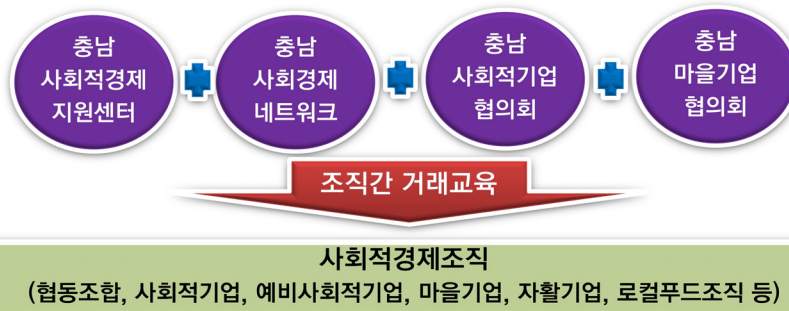 충남
사회적경제
지원센터
충남
사회경제
네트워크
충남
사회적기업
협의회
충남
마을기업
협의회
조직간 거래교육
사회적경제조직
(협동조합, 사회적기업, 예비사회적기업, 마을기업, 자활기업, 로컬푸드조직 등)